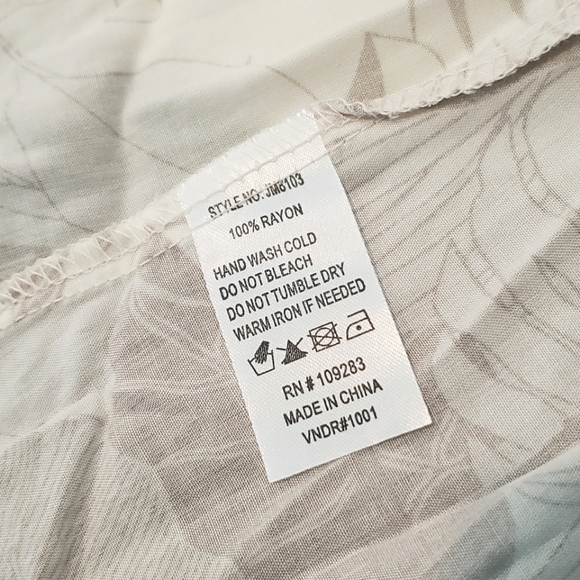 STYLE NO: JM8103
100% RAYON
HAND WASH COLD
DO NOT BLEACH
DO NOT TUMBLE DRY
WARM IRON IF NEEDED
RN # 109283
MADE IN CHINA
VNDR#1001